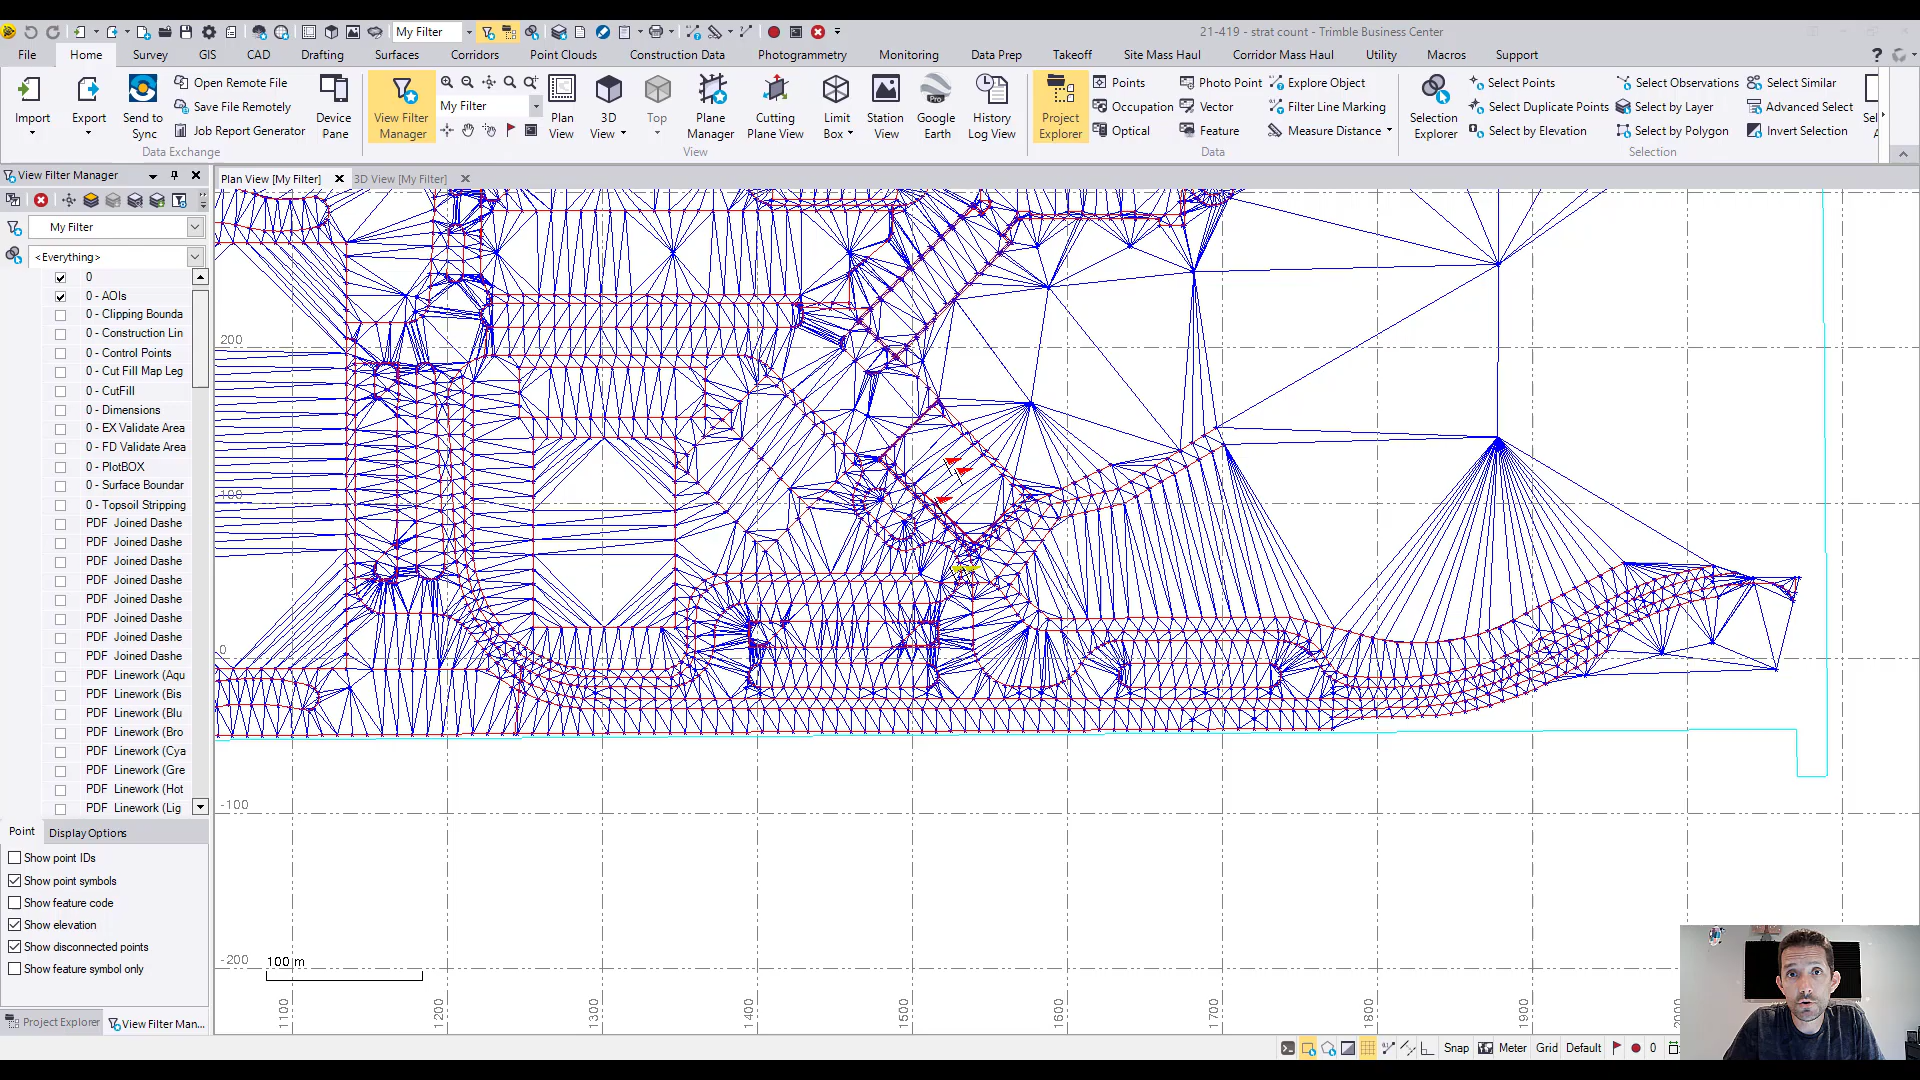 My Filter
21-419 - strat count - Trimble Business Center
File Home Survey GIS CAD Drafting Surfaces Corridors Point Clouds Construction Data Photogrammetry Monitoring Data Prep Takeoff Site Mass Haul Corridor Mass Haul Utility Macros Support
Import
Export
Send to Sync
Open Remote File
Save File Remotely
Job Report Generator
Device Pane
Data Exchange
View Filter Manager
My Filter
Plan View
3D View
Top
Plane Manager
Cutting Plane View
Limit Box
Station View
Google Earth
History Log View
View
Project Explorer
Points
Occupation
Optical
Photo Point
Vector
Feature
Explore Object
Filter Line Marking
Measure Distance
Data
Selection Explorer
Select Points
Select Duplicate Points
Select by Elevation
Select Observations
Select by Layer
Select by Polygon
Select Similar
Advanced Select
Invert Selection
Sel
Selection
View Filter Manager
My Filter
<Everything>
0
0 - AOIs
0 - Clipping Bounda
0 - Construction Lin
0 - Control Points
0 - Cut Fill Map Leg
0 - CutFill
0 - Dimensions
0 - EX Validate Area
0 - FD Validate Area
0 - PlotBOX
0 - Surface Boundar
0 - Topsoil Stripping
PDF Joined Dashe
PDF Joined Dashe
PDF Joined Dashe
PDF Joined Dashe
PDF Joined Dashe
PDF Joined Dashe
PDF Joined Dashe
PDF Joined Dashe
PDF Linework (Aqu
PDF Linework (Bis
PDF Linework (Blu
PDF Linework (Bro
PDF Linework (Cya
PDF Linework (Gre
PDF Linework (Hot
PDF Linework (Lig
Point Display Options
Show point IDs
Show point symbols
Show feature code
Show elevation
Show disconnected points
Show feature symbol only
Project Explorer View Filter Man...
Plan View [My Filter] 3D View [My Filter]
200
100
0
-100
-200
100 m
1100
1200
1300
1400
1500
1600
1700
1800
1900
Snap Meter Grid Default 0